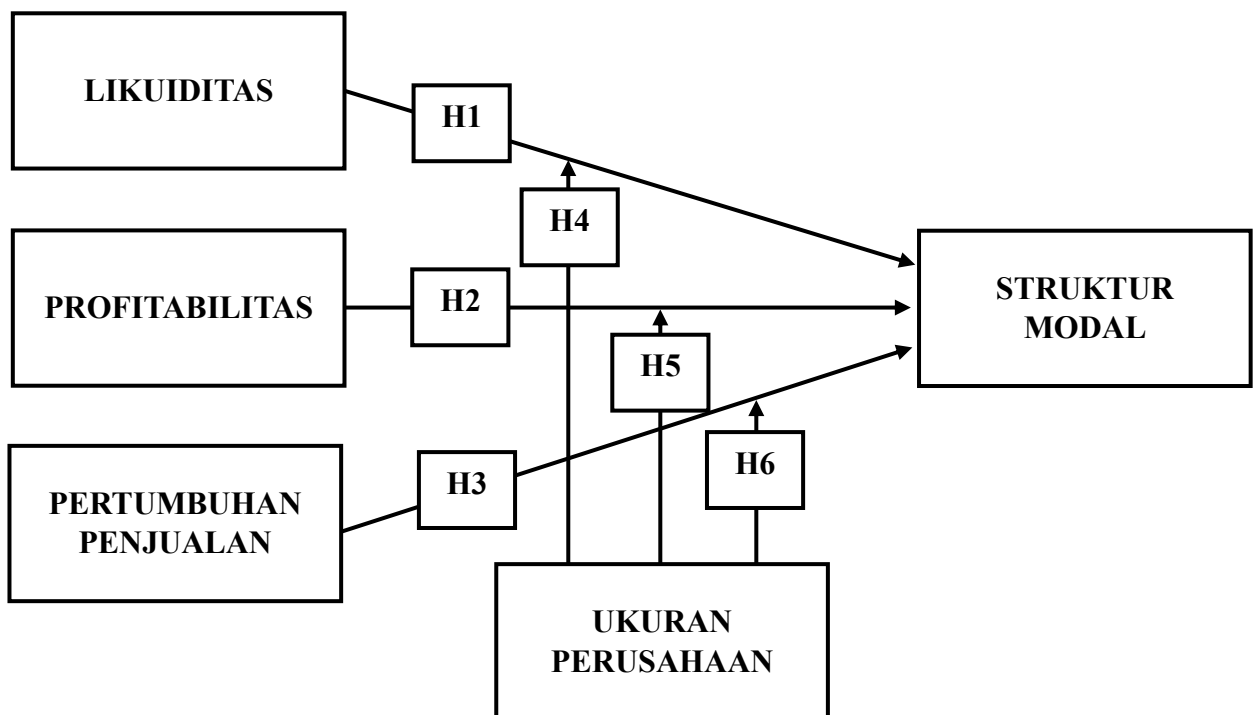 LIKUIDITAS
H1
H4
PROFITABILITAS
H2
STRUKTUR
MODAL
H5
H6
H3
PERTUMBUHAN
PENJUALAN
UKURAN
PERUSAHAAN